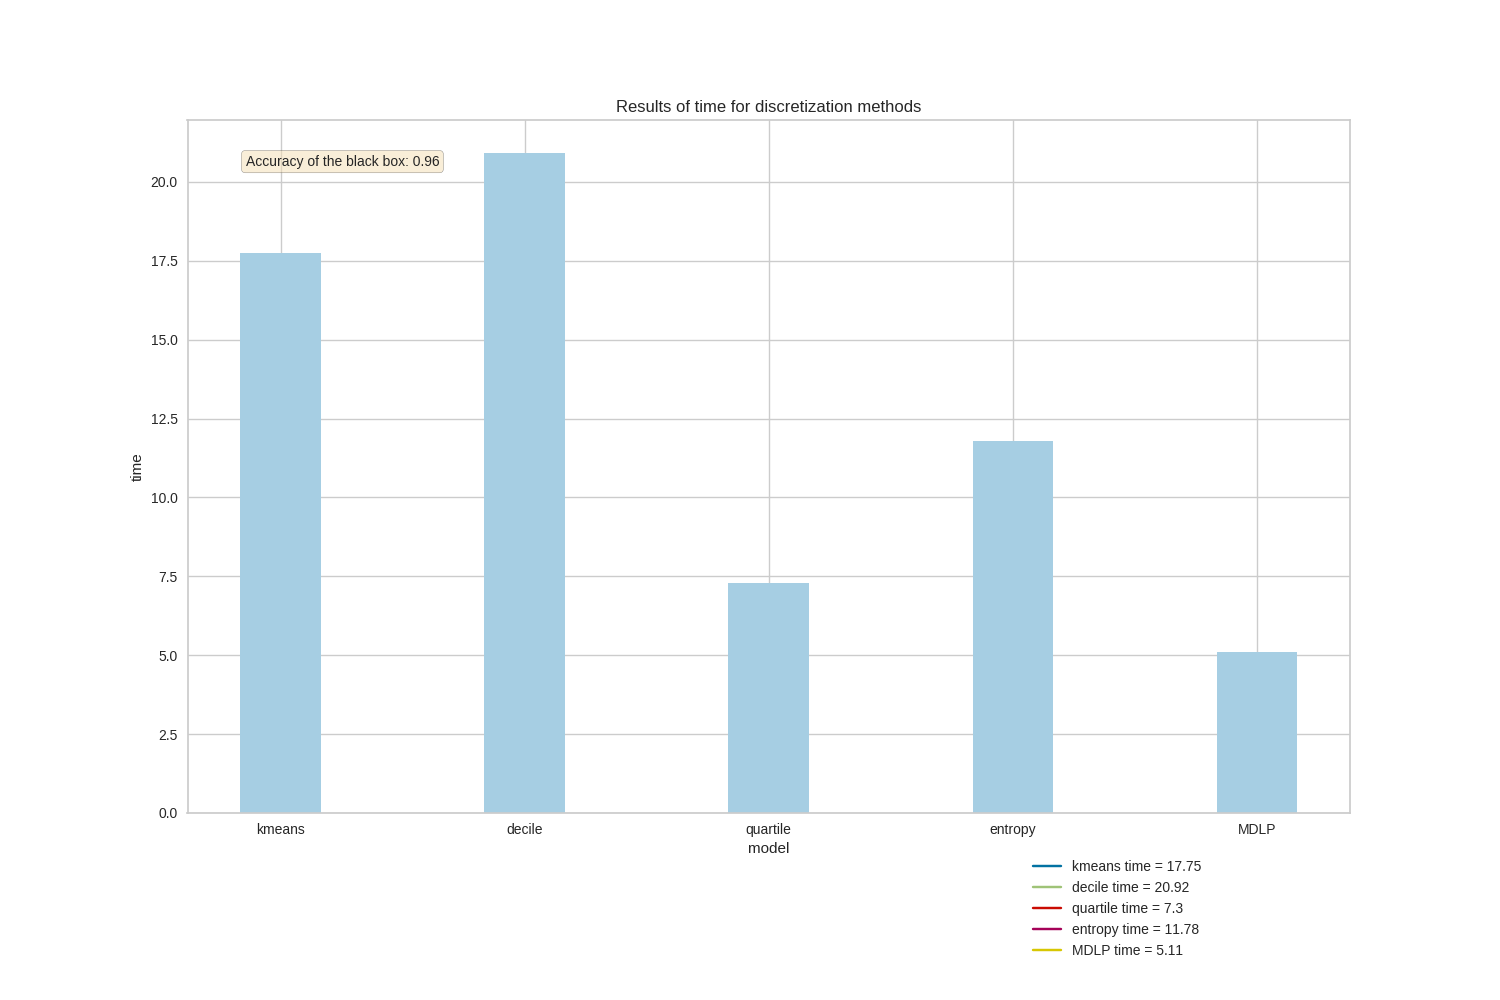 Results of time for discretization methods
Accuracy of the black box: 0.96
20.0
17.5
15.0
12.5
10.0
7.5
5.0
2.5
0.0
time
kmeans decile quartile entropy MDLP
model
kmeans time = 17.75
decile time = 20.92
quartile time = 7.3
entropy time = 11.78
MDLP time = 5.11